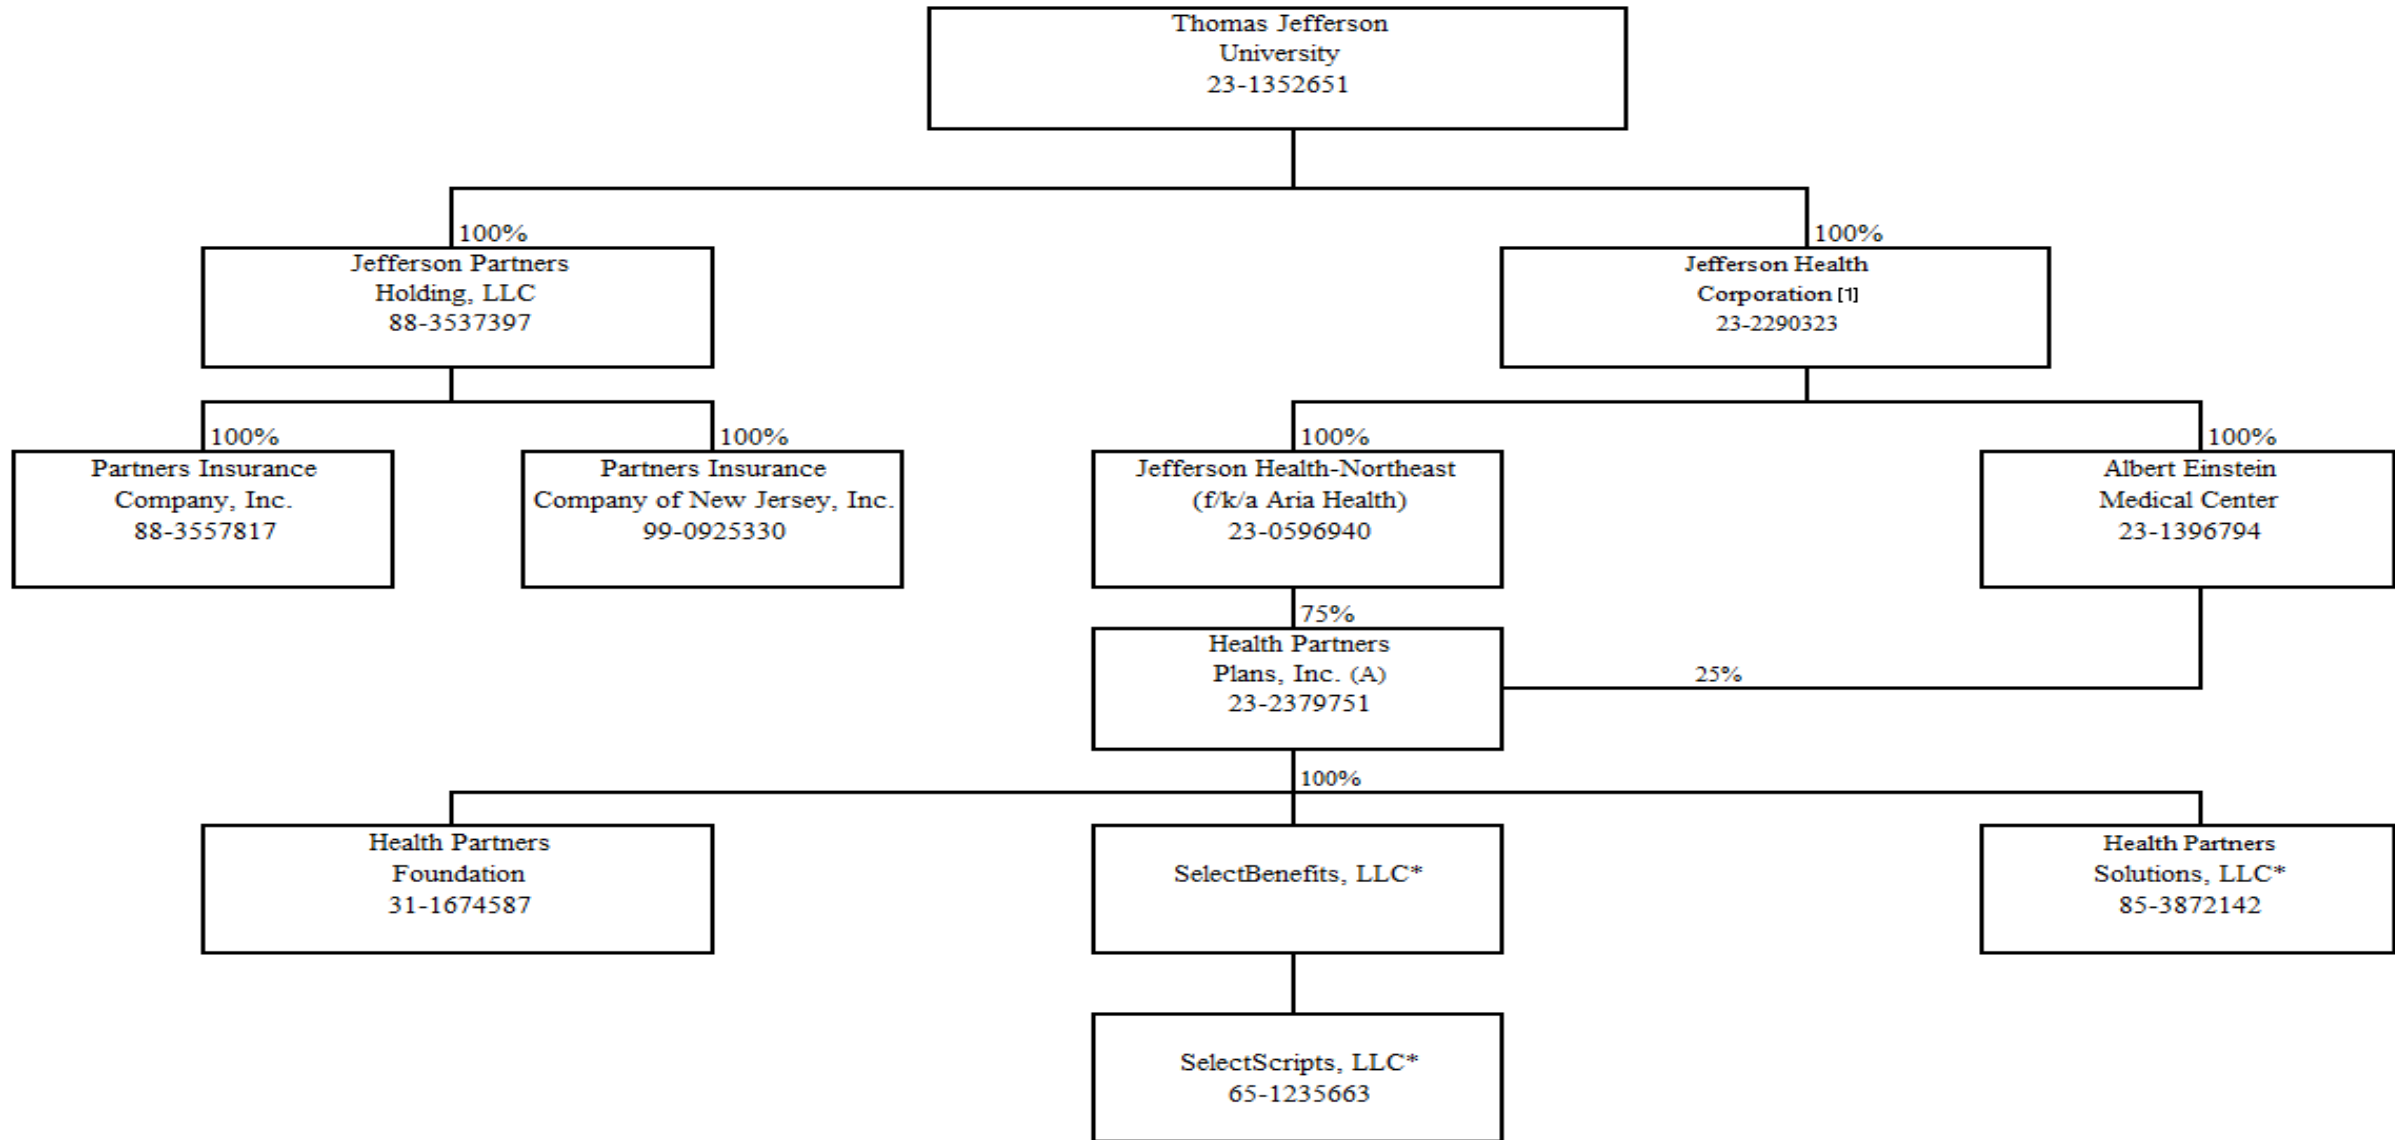 Thomas Jefferson
University
23-1352651
100%
100%
Jefferson Partners
Holding, LLC
88-3537397
Jefferson Health
Corporation [1]
23-2290323
100%
100%
100%
100%
Partners Insurance
Company, Inc.
88-3557817
Partners Insurance
Company of New Jersey, Inc.
99-0925330
Jefferson Health-Northeast
(f/k/a Aria Health)
23-0596940
Albert Einstein
Medical Center
23-1396794
75%
Health Partners
Plans, Inc. (A)
23-2379751
25%
100%
Health Partners
Foundation
31-1674587
SelectBenefits, LLC*
Health Partners
Solutions, LLC*
85-3872142
SelectScripts, LLC*
65-1235663